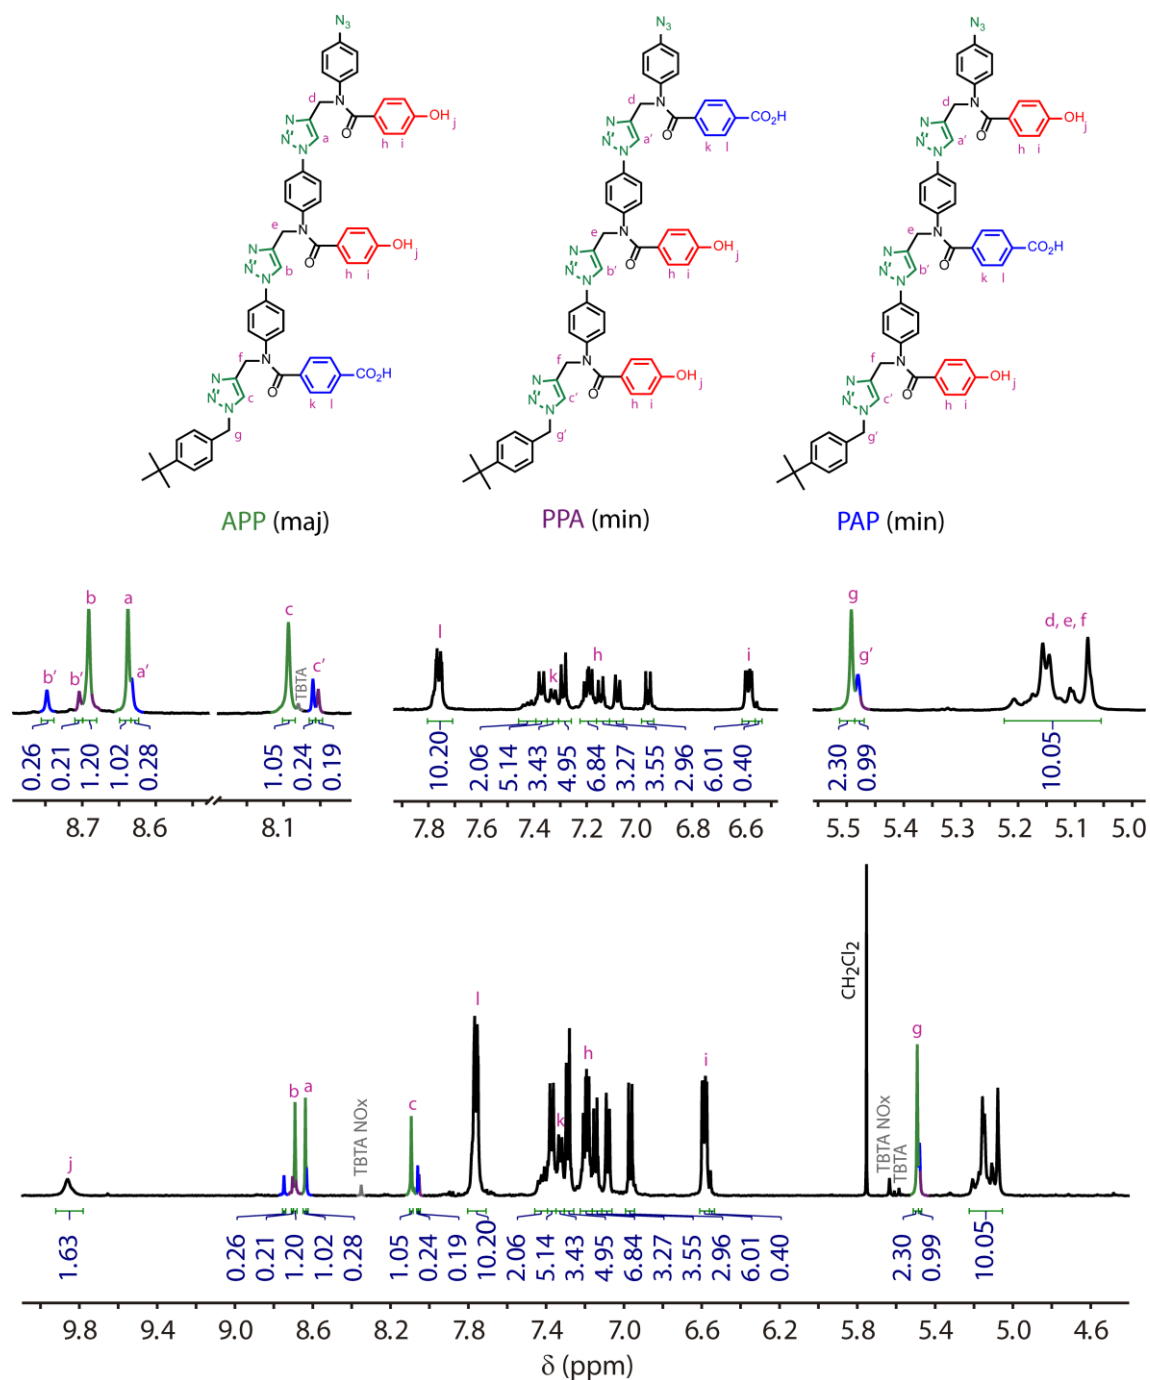 N3
N3
N3
d
N
O
h
i
OH
j
N
N
N
a
d
N
O
k
l
CO2H
N
N
N
a'
d
N
O
h
i
OH
j
N
N
N
a'
e
N
O
h
i
OH
j
N
N
N
b
e
N
O
h
i
OH
j
N
N
N
b'
e
N
O
k
l
CO2H
N
N
N
b'
f
N
O
k
l
CO2H
N
N
N
c
g
f
N
O
h
i
OH
j
N
N
N
c'
g'
f
N
O
h
i
OH
j
N
N
N
c'
g'
APP (maj)
PPA (min)
PAP (min)
b'
b'
b
a
a'
c
TBTA
c'
l
k
h
i
g
g'
d, e, f
0.26
0.21
1.20
1.02
0.28
1.05
0.24
0.19
10.20
2.06
5.14
3.43
4.95
6.84
3.27
3.55
2.96
6.01
0.40
2.30
0.99
10.05
8.7
8.6
8.1
7.8
7.6
7.4
7.2
7.0
6.8
6.6
5.5
5.4
5.3
5.2
5.1
5.0
j
b
a
TBTA NOx
c
l
k
h
i
CH2Cl2
TBTA NOx
TBTA
g
1.63
0.26
0.21
1.20
1.02
0.28
1.05
0.24
0.19
10.20
2.06
5.14
3.43
4.95
6.84
3.27
3.55
2.96
6.01
0.40
2.30
0.99
10.05
9.8
9.4
9.0
8.6
8.2
7.8
7.4
7.0
6.6
6.2
5.8
5.4
5.0
4.6
δ (ppm)